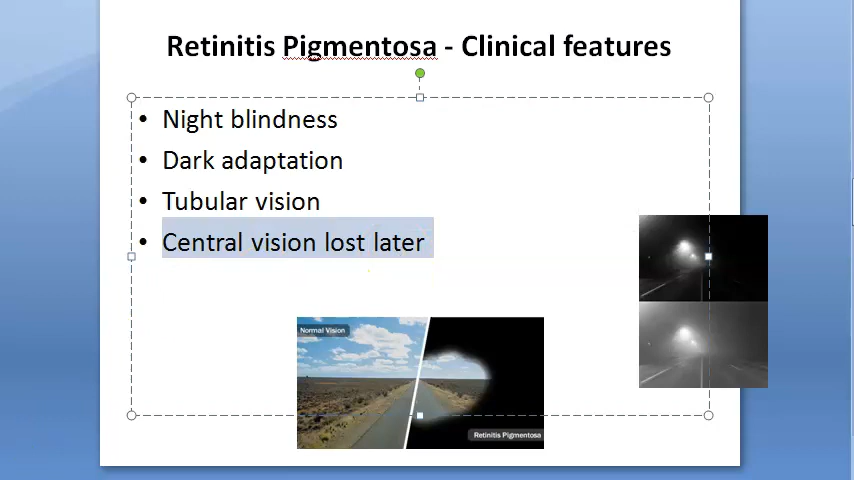 Retinitis Pigmentosa - Clinical features
• Night blindness
• Dark adaptation
• Tubular vision
• Central vision lost later
Normal Vision
Retinitis Pigmentosa